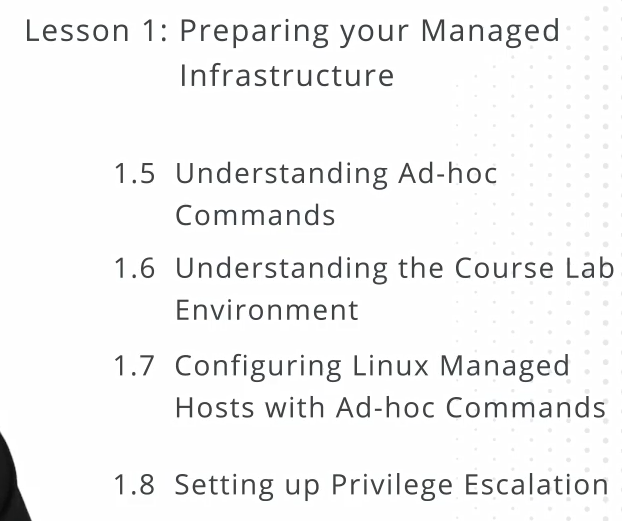 Lesson 1: Preparing your Managed
Infrastructure
1.5 Understanding Ad-hoc
Commands
1.6 Understanding the Course Lab
Environment
1.7 Configuring Linux Managed
Hosts with Ad-hoc Commands
1.8 Setting up Privilege Escalation